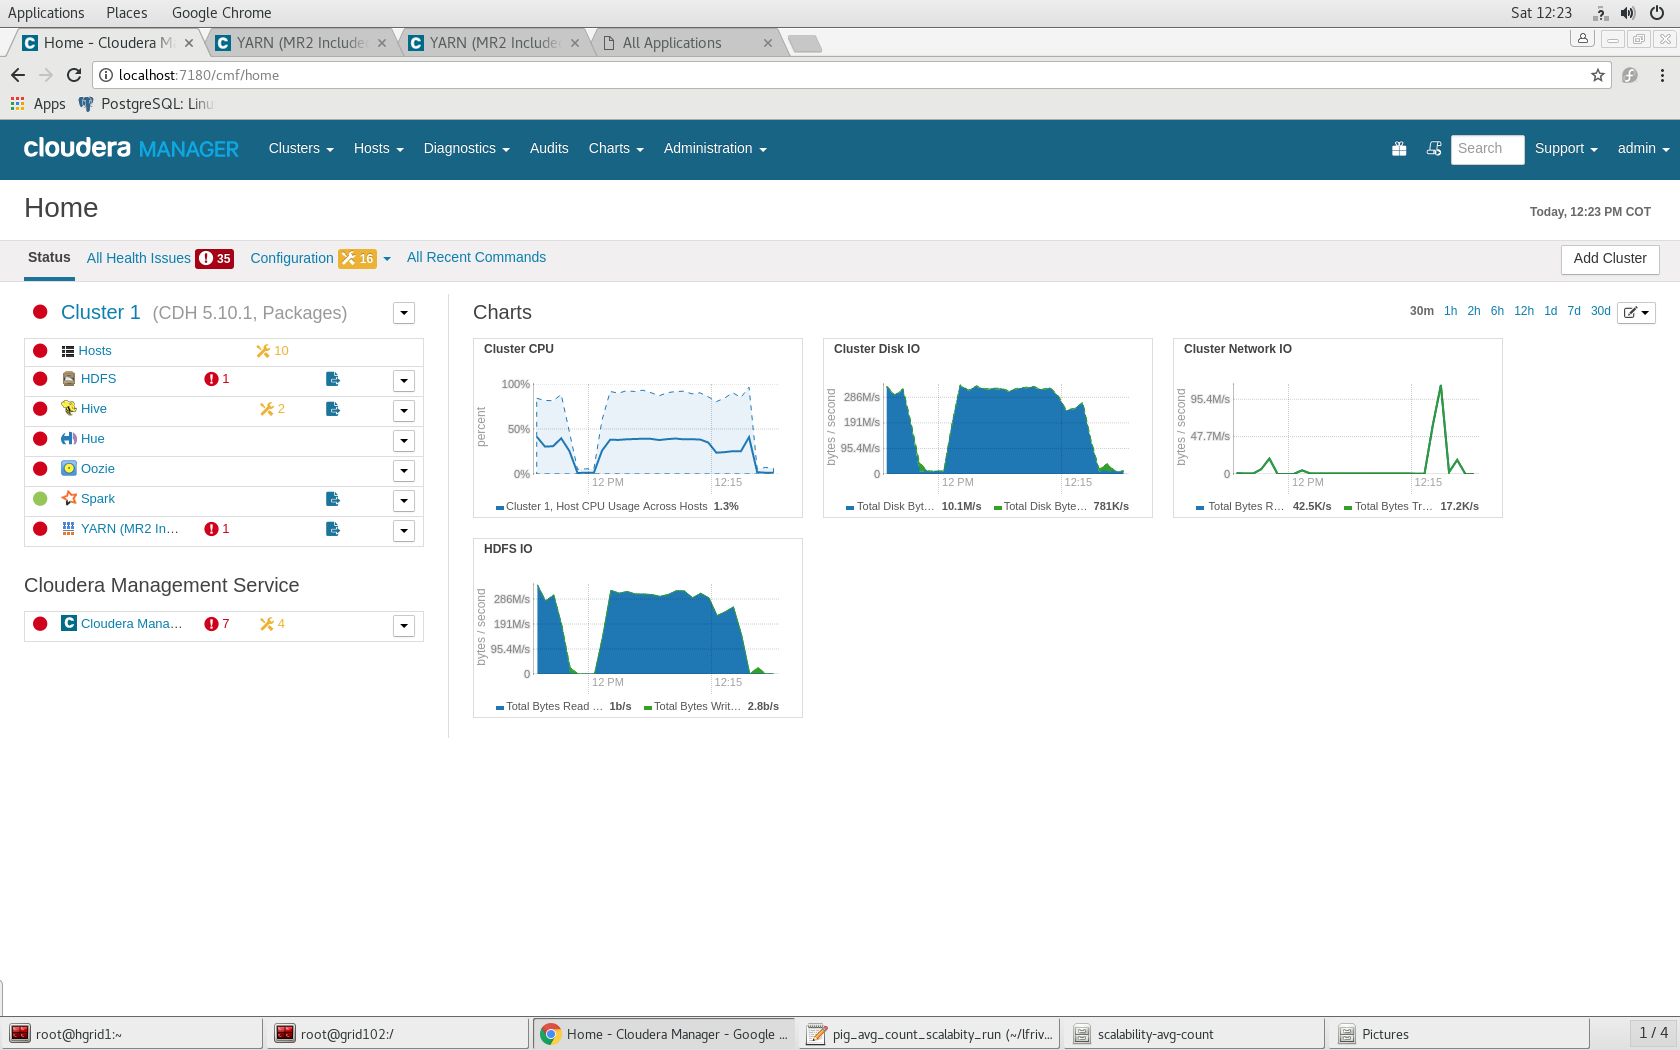 Applications Places Google Chrome Sat 12:23
Home - Cloudera M YARN (MR2 Include YARN (MR2 Include All Applications
localhost:7180/cmf/home
Apps PostgreSQL: Linu
cloudera MANAGER Clusters Hosts Diagnostics Audits Charts Administration Search Support admin
Home
Today, 12:23 PM COT
Status All Health Issues 35 Configuration 16 All Recent Commands Add Cluster
Cluster 1 (CDH 5.10.1, Packages)
Hosts 10
HDFS 1
Hive 2
Hue
Oozie
Spark
YARN (MR2 In... 1
Cloudera Management Service
Cloudera Mana... 7 4
Charts
30m 1h 2h 6h 12h 1d 7d 30d
Cluster CPU
percent
100%
50%
0%
12 PM 12:15
Cluster 1, Host CPU Usage Across Hosts 1.3%
Cluster Disk IO
bytes / second
286M/s
191M/s
95.4M/s
0
12 PM 12:15
Total Disk Byt... 10.1M/s Total Disk Byte... 781K/s
Cluster Network IO
bytes / second
95.4M/s
47.7M/s
0
12 PM 12:15
Total Bytes R... 42.5K/s Total Bytes Tr... 17.2K/s
HDFS IO
bytes / second
286M/s
191M/s
95.4M/s
0
12 PM 12:15
Total Bytes Read ... 1b/s Total Bytes Writ... 2.8b/s
root@hgrid1:~ root@grid102:/ Home - Cloudera Manager - Google ... pig_avg_count_scalabity_run (~/lfriv... scalability-avg-count Pictures 1 / 4